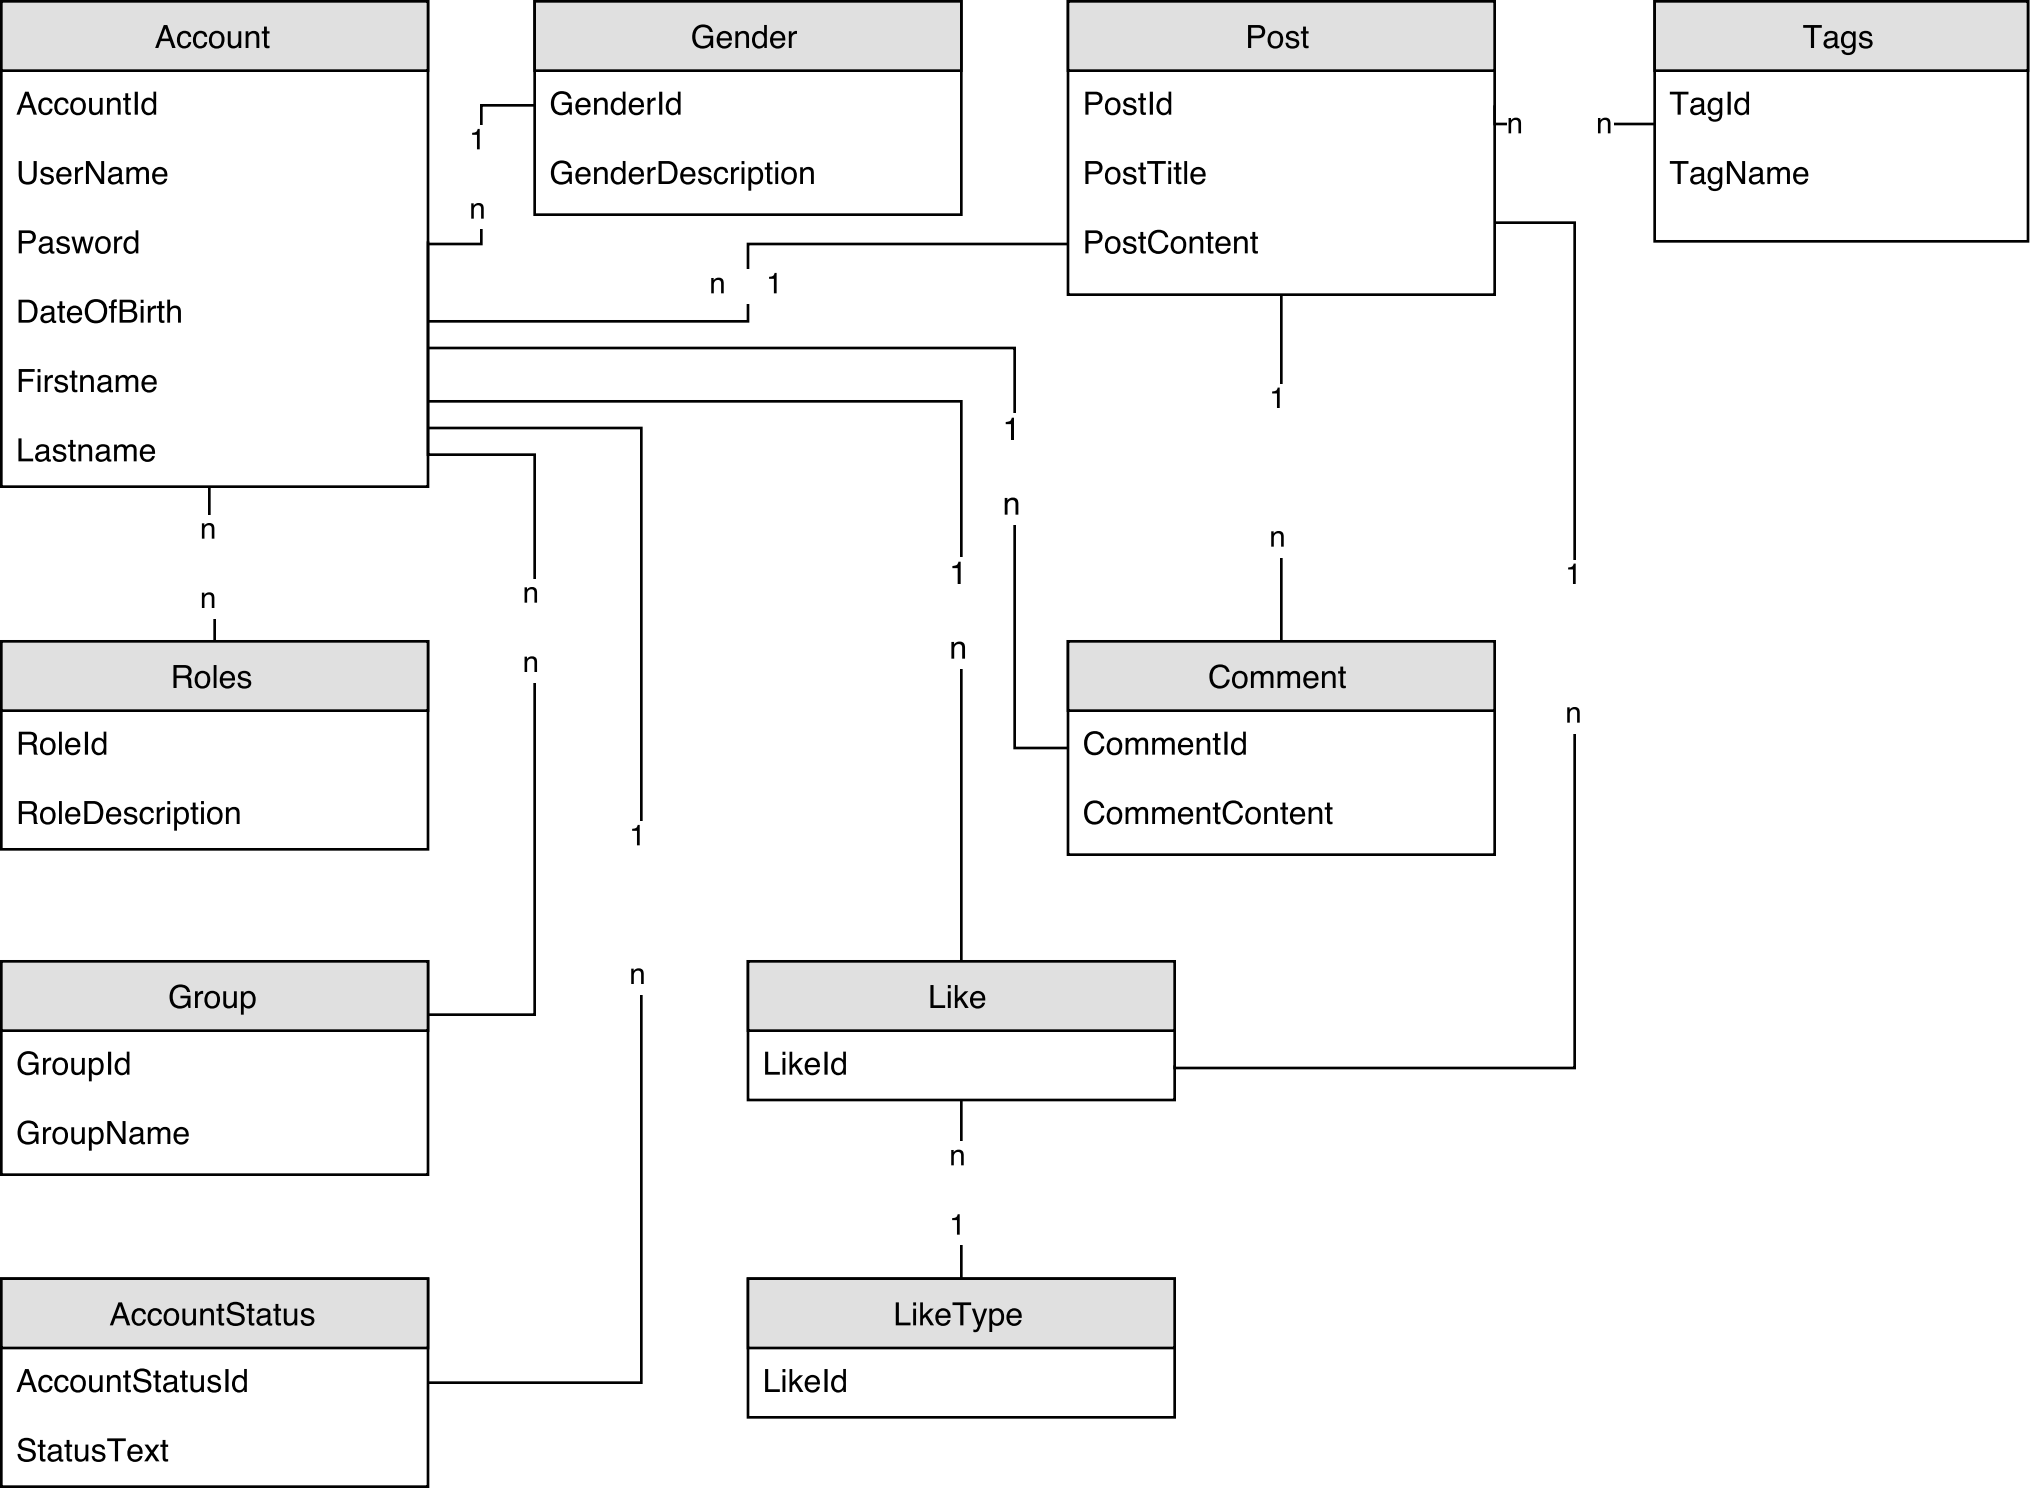 Account
AccountId
UserName
Pasword
DateOfBirth
Firstname
Lastname
Gender
GenderId
GenderDescription
Post
PostId
PostTitle
PostContent
Tags
TagId
TagName
1
n
n
n
n 1
1
n
1
n
1
n
1
n
n
n
n
n
1
n
Roles
RoleId
RoleDescription
Comment
CommentId
CommentContent
Group
GroupId
GroupName
Like
LikeId
n
1
AccountStatus
AccountStatusId
StatusText
LikeType
LikeId